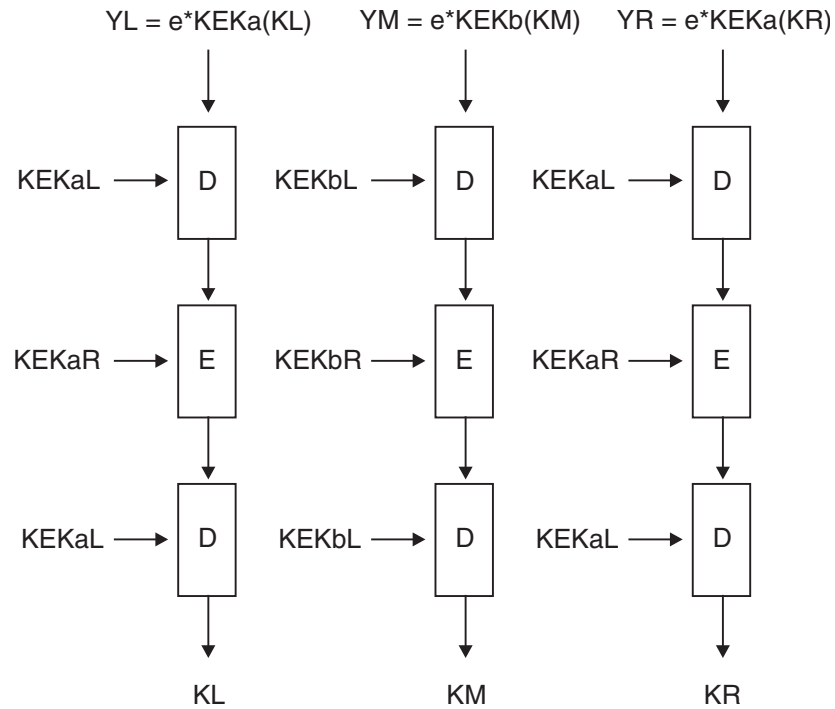 YL = e*KEKa(KL) YM = e*KEKb(KM) YR = e*KEKa(KR)
KEKaL D KEKbL D KEKaL D
KEKaR E KEKbR E KEKaR E
KEKaL D KEKbL D KEKaL D
KL KM KR